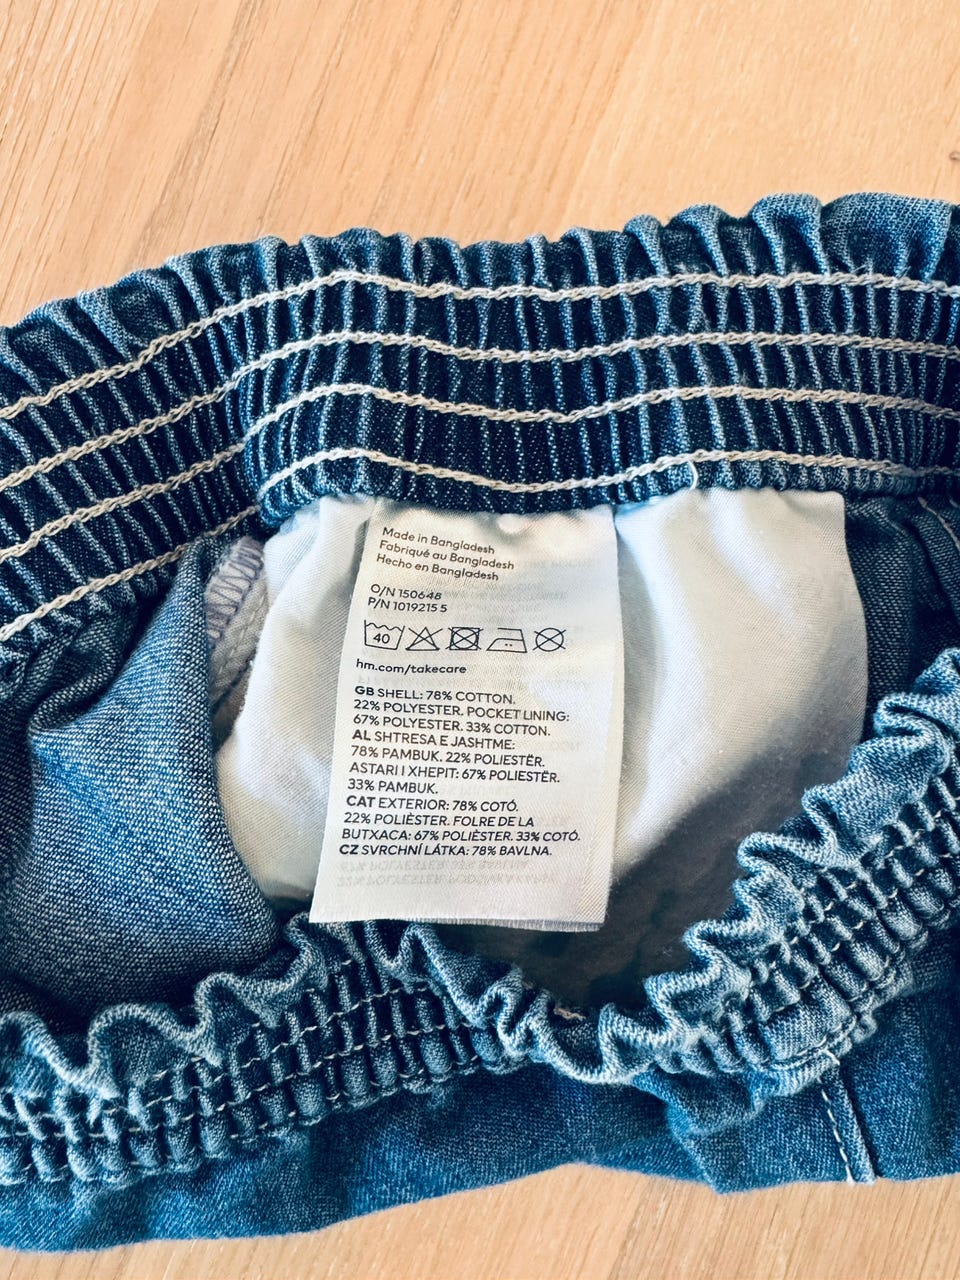 Made in Bangladesh
Fabriqué au Bangladesh
Hecho en Bangladesh
O/N 150648
P/N 1019215 5
40
hm.com/takecare
GB SHELL: 78% COTTON.
22% POLYESTER. POCKET LINING:
67% POLYESTER. 33% COTTON.
AL SHTRESA E JASHTME:
78% PAMBUK. 22% POLIESTËR.
ASTARI I XHEPIT: 67% POLIESTËR.
33% PAMBUK.
CAT EXTERIOR: 78% COTÓ.
22% POLIÈSTER. FOLRE DE LA
BUTXACA: 67% POLIÈSTER. 33% COTÓ.
CZ SVRCHNÍ LÁTKA: 78% BAVLNA.